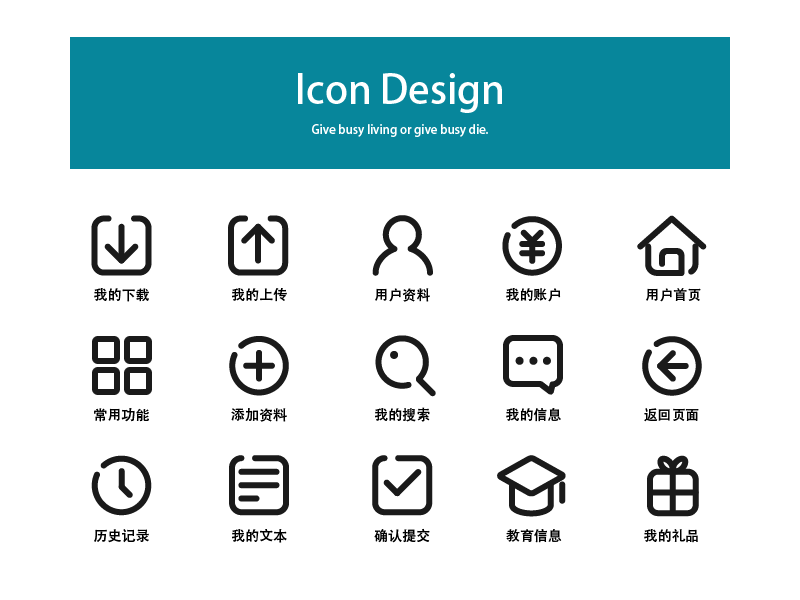 Icon Design
Give busy living or give busy die.
我的下载 我的上传 用户资料 我的账户 用户首页
常用功能 添加资料 我的搜索 我的信息 返回页面
历史记录 我的文本 确认提交 教育信息 我的礼品